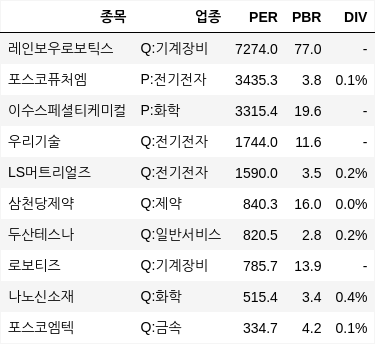 종목 업종 PER PBR DIV
레인보우로보틱스 Q:기계장비 7274.0 77.0 -
포스코퓨처엠 P:전기전자 3435.3 3.8 0.1%
이수스페셜티케미컬 P:화학 3315.4 19.6 -
우리기술 Q:전기전자 1744.0 11.6 -
LS머트리얼즈 Q:전기전자 1590.0 3.5 0.2%
삼천당제약 Q:제약 840.3 16.0 0.0%
두산테스나 Q:일반서비스 820.5 2.8 0.2%
로보티즈 Q:기계장비 785.7 13.9 -
나노신소재 Q:화학 515.4 3.4 0.4%
포스코엠텍 Q:금속 334.7 4.2 0.1%